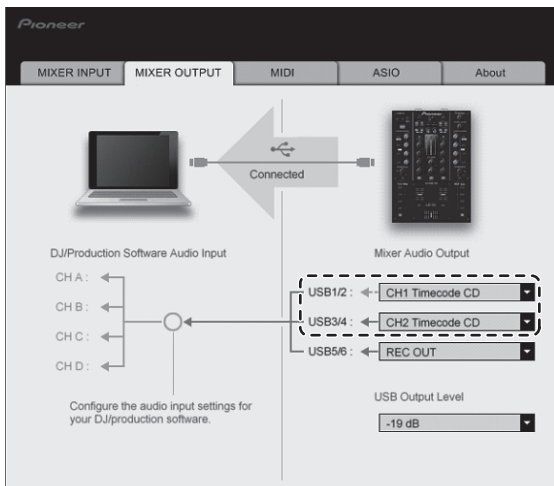 Pioneer
MIXER INPUT
MIXER OUTPUT
MIDI
ASIO
About
Connected
DJ/Production Software Audio Input
Mixer Audio Output
CH A :
CH B :
CH C :
CH D :
USB1/2 :
CH1 Timecode CD
USB3/4 :
CH2 Timecode CD
USB5/6 :
REC OUT
Configure the audio input settings for
your DJ/production software.
USB Output Level
-19 dB